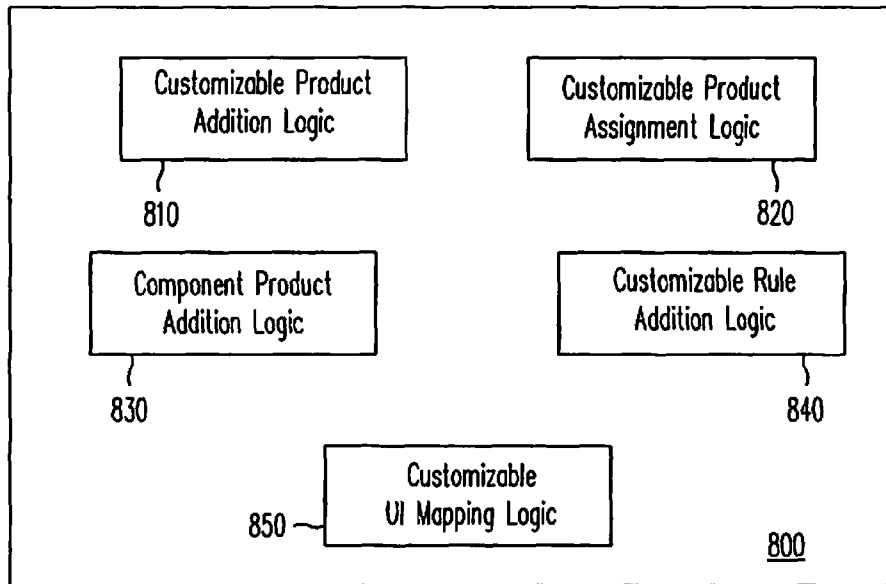 Customizable Product
Addition Logic
810
Customizable Product
Assignment Logic
820
Component Product
Addition Logic
830
Customizable Rule
Addition Logic
840
Customizable
UI Mapping Logic
850
800